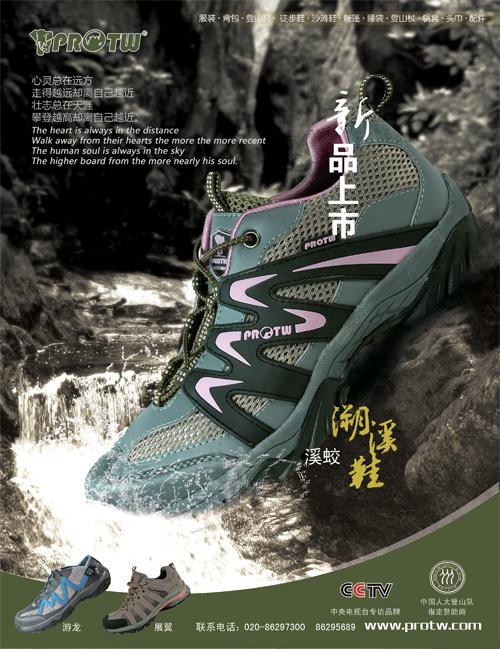 服装·背包·登山鞋·徒步鞋·沙滩鞋·帐篷·睡袋·登山杖·锅套·头巾·配件
PROTW®
心灵总在远方
走得越远却离自己越近
壮志总在天涯
攀登越高却离自己越近。
The heart is always in the distance
Walk away from their hearts the more the more recent
The human soul is always in the sky
The higher board from the more nearly his soul.
新品上市
PROTW
PROTW
PROTW
溯溪鞋
溪蛟
CCTV
中央电视台专访品牌
中国人大登山队
指定赞助商
游龙
展翼
联系电话：020-86297300 86295689 www.protw.com